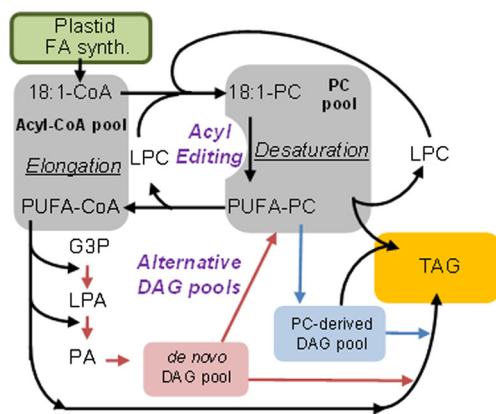 Plastid
FA synth.
18:1-CoA
18:1-PC
PC
pool
Acyl-CoA pool
Acyl
Editing
Elongation
LPC
Desaturation
LPC
PUFA-CoA
PUFA-PC
G3P
Alternative
DAG pools
TAG
LPA
PC-derived
DAG pool
PA
de novo
DAG pool